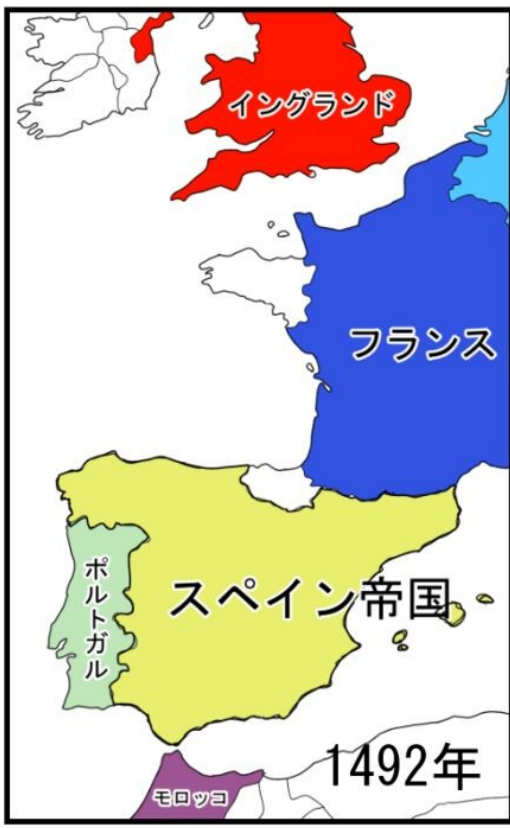 イングランド
フランス
スペイン帝国
ポルトガル
モロッコ
1492年